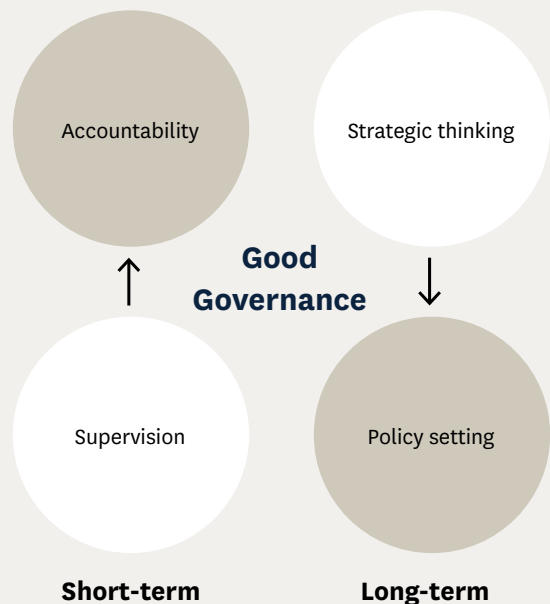 Accountability
Strategic thinking
Good
Governance
Supervision
Policy setting
Short-term
Long-term